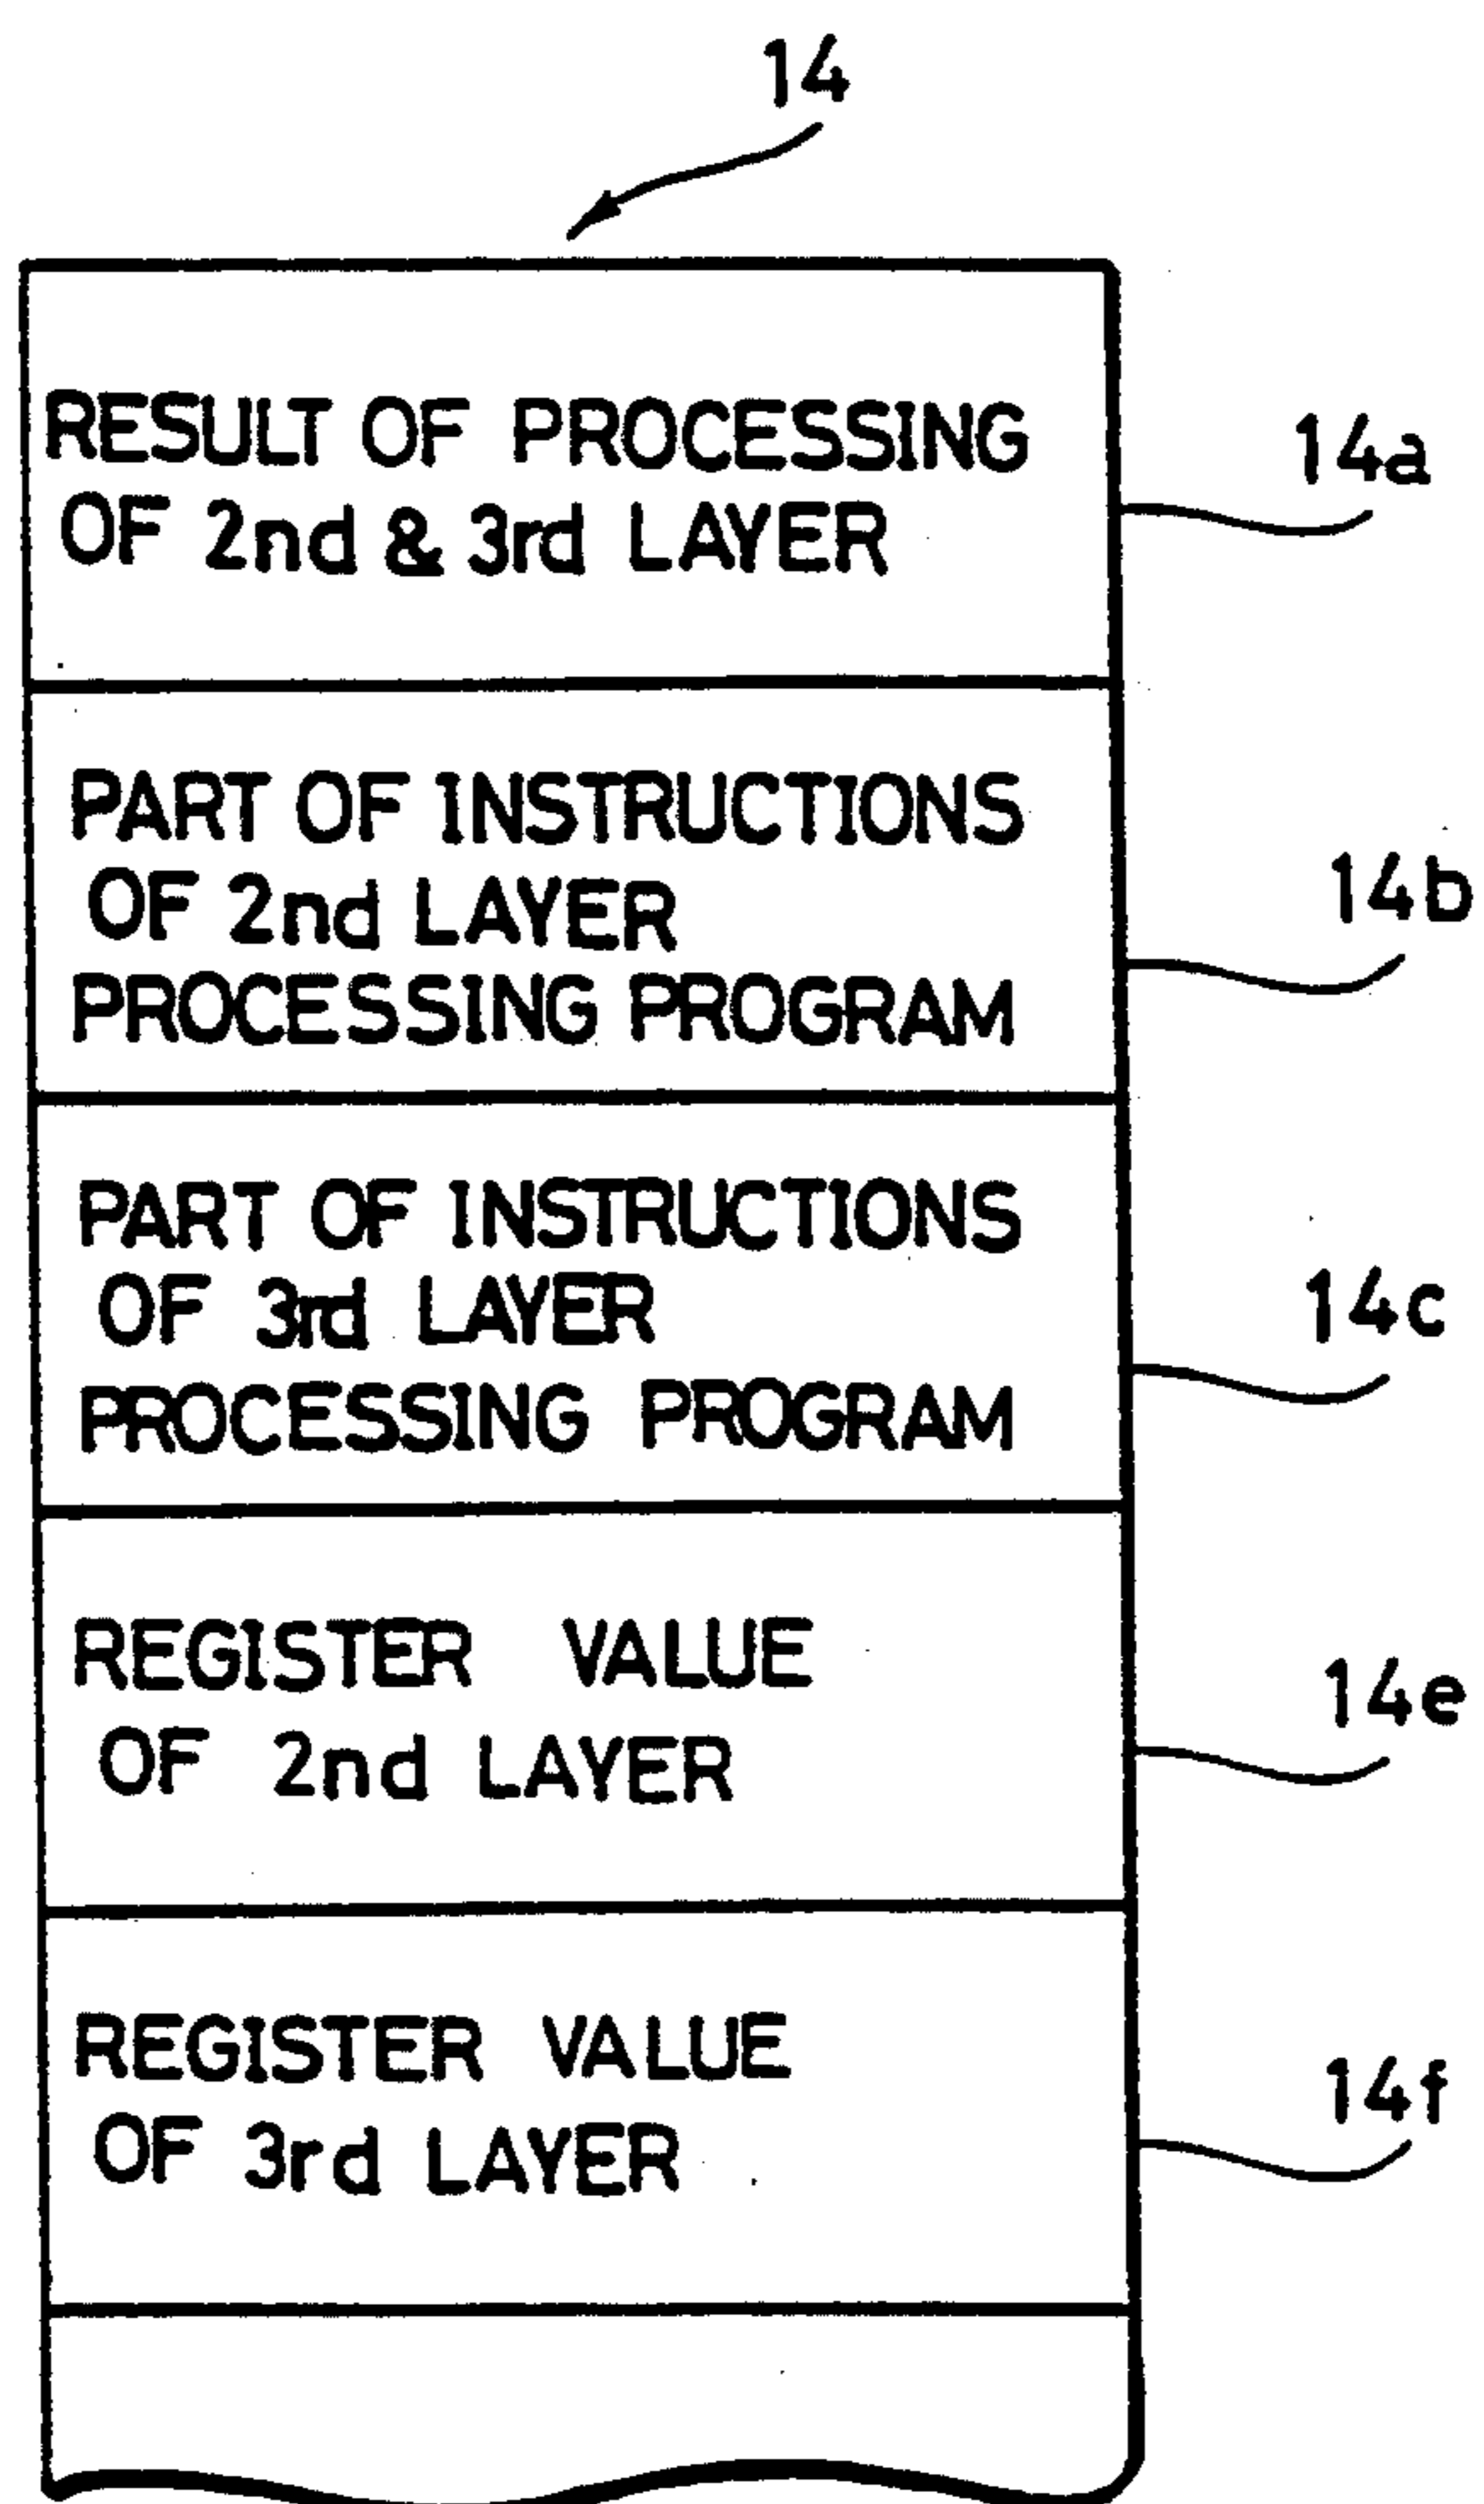 14
RESULT OF PROCESSING
OF 2nd & 3rd LAYER
14a
PART OF INSTRUCTIONS
OF 2nd LAYER
PROCESSING PROGRAM
14b
PART OF INSTRUCTIONS
OF 3rd LAYER
PROCESSING PROGRAM
14c
REGISTER VALUE
OF 2nd LAYER
14e
REGISTER VALUE
OF 3rd LAYER
14f